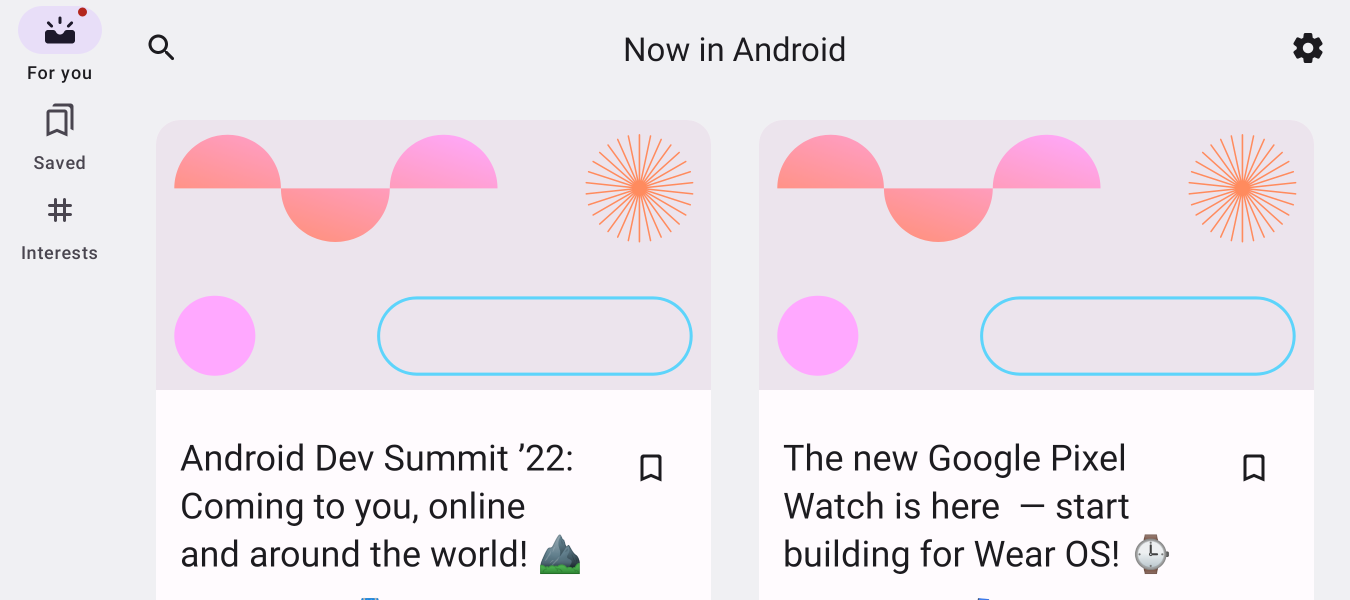 For you
Saved
Interests
Now in Android
Android Dev Summit ’22:
Coming to you, online
and around the world! ⛰️
The new Google Pixel
Watch is here  — start
building for Wear OS! ⌚